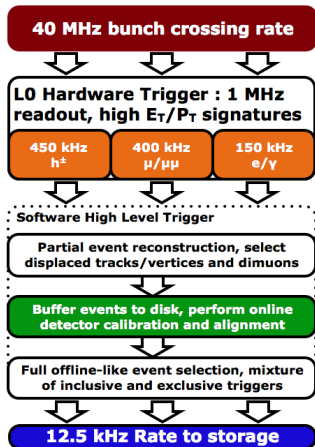 40 MHz bunch crossing rate
L0 Hardware Trigger : 1 MHz
readout, high E_T/P_T signatures
450 kHz
h±
400 kHz
μ/μμ
150 kHz
e/γ
Software High Level Trigger
Partial event reconstruction, select
displaced tracks/vertices and dimuons
Buffer events to disk, perform online
detector calibration and alignment
Full offline-like event selection, mixture
of inclusive and exclusive triggers
12.5 kHz Rate to storage